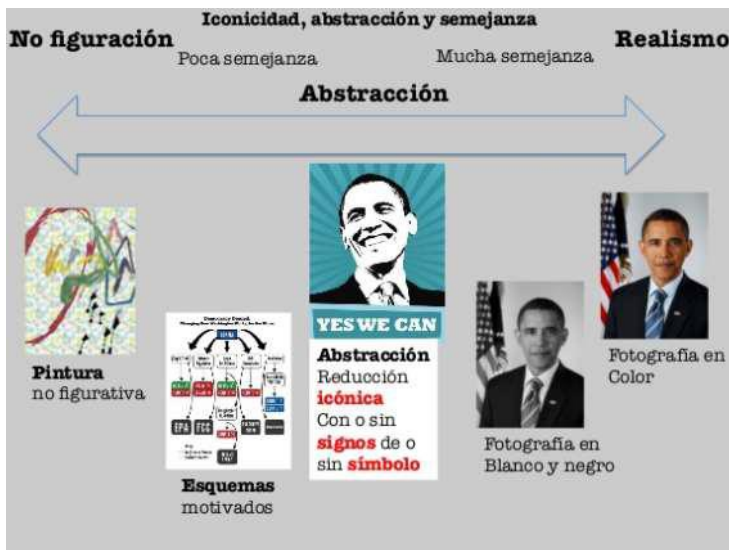 Iconicidad, abstracción y semejanza
No figuración
Realismo
Poca semejanza
Mucha semejanza
Abstracción
YES WE CAN
Abstracción
Reducción
icónica
Con o sin
signos de o
sin símbolo
Pintura
no figurativa
Esquemas
motivados
Fotografía en
Blanco y negro
Fotografía en
Color